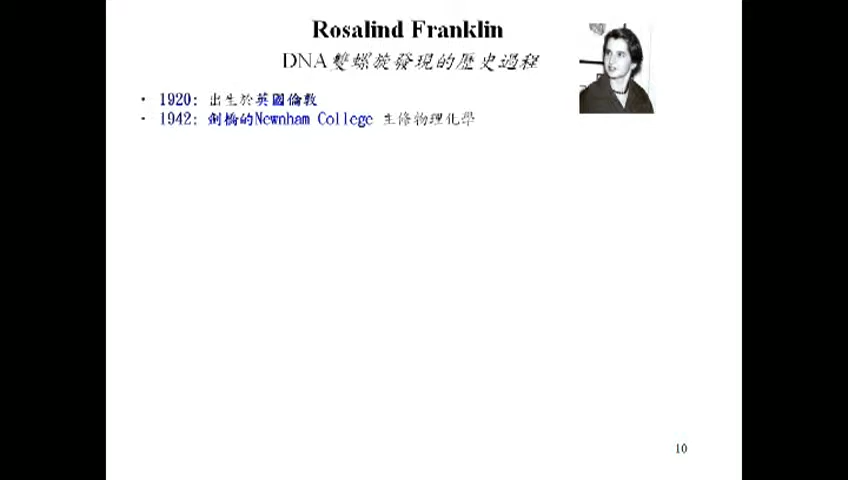 Rosalind Franklin
DNA雙螺旋發現的歷史過程
• 1920: 出生於英國倫敦
• 1942: 劍橋的Newnham College 主修物理化學
10